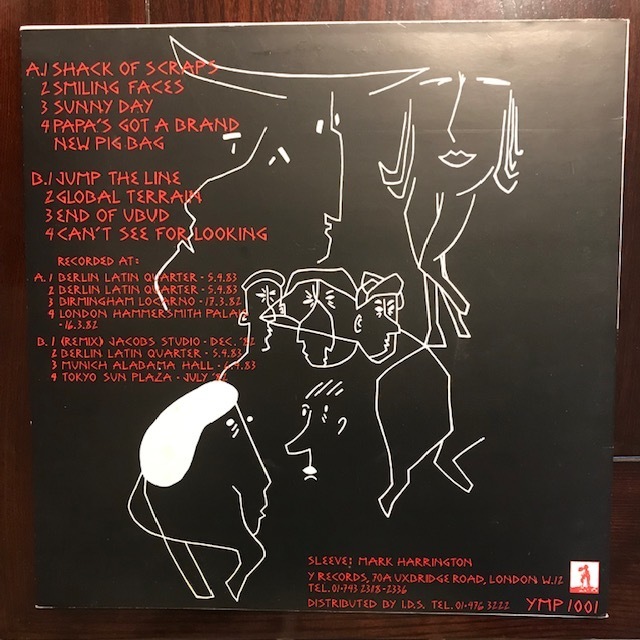 A.1 SHACK OF SCRAPS
2 SMILING FACES
3 SUNNY DAY
4 PAPA'S GOT A BRAND
NEW PIG BAG
B.1 JUMP THE LINE
2 GLOBAL TERRAIN
3 END OF UBUD
4 CAN'T SEE FOR LOOKING
RECORDED AT:
A.1 BERLIN LATIN QUARTER - 5.4.83
2 BERLIN LATIN QUARTER - 5.4.83
3 BIRMINGHAM LOCARNO - 17.3.82
4 LONDON HAMMERSMITH PALAIS
- 16.3.82
B.1 (REMIX) JACOBS STUDIO - DEC. '82
2 BERLIN LATIN QUARTER - 5.4.83
3 MUNICH ALABAMA HALL - .4.83
4 TOKYO SUN PLAZA - JULY '82
SLEEVE: MARK HARRINGTON
Y RECORDS, 70A UXBRIDGE ROAD, LONDON W.12
TEL. 01-743 2318-2336
DISTRIBUTED BY I.D.S. TEL. 01-476 3222
YMP 1001